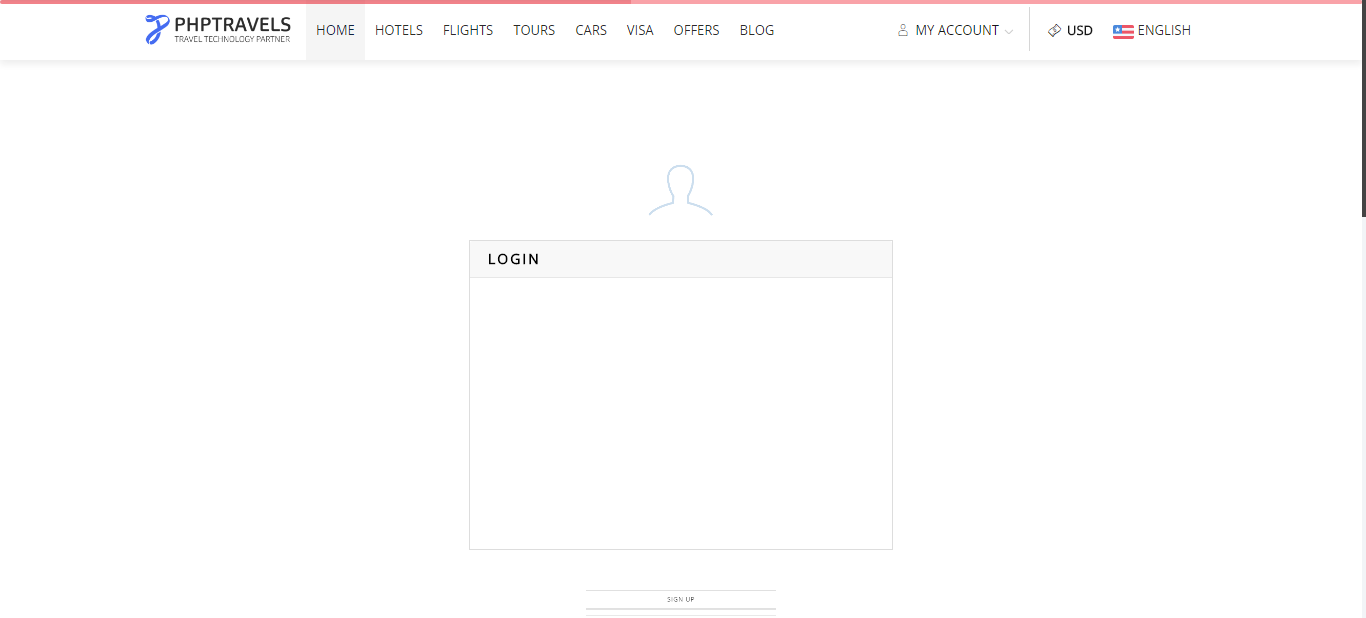 PHPTRAVELS
TRAVEL TECHNOLOGY PARTNER
HOME HOTELS FLIGHTS TOURS CARS VISA OFFERS BLOG MY ACCOUNT USD ENGLISH
LOGIN
SIGN UP